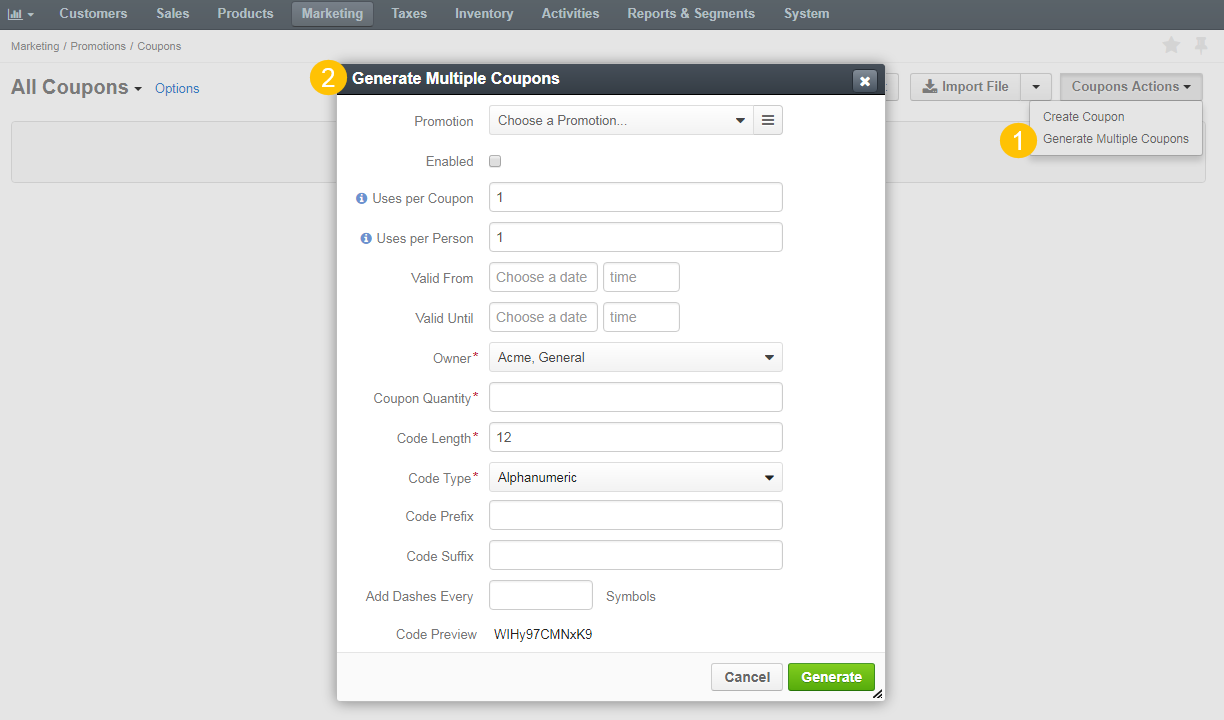 Customers Sales Products Marketing Taxes Inventory Activities Reports & Segments System
Marketing / Promotions / Coupons
All Coupons Options
Import File Coupons Actions
Create Coupon
1 Generate Multiple Coupons
2 Generate Multiple Coupons
Promotion Choose a Promotion...
Enabled
Uses per Coupon 1
Uses per Person 1
Valid From Choose a date time
Valid Until Choose a date time
Owner* Acme, General
Coupon Quantity*
Code Length* 12
Code Type* Alphanumeric
Code Prefix
Code Suffix
Add Dashes Every Symbols
Code Preview WIHy97CMNxK9
Cancel Generate